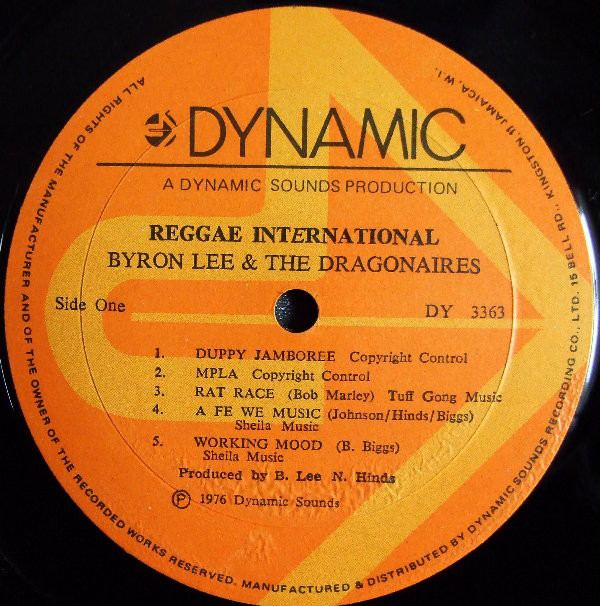 DYNAMIC
A DYNAMIC SOUNDS PRODUCTION
REGGAE INTERNATIONAL
BYRON LEE & THE DRAGONAIRES
Side One
DY 3363
1. DUPPY JAMBOREE Copyright Control
2. MPLA Copyright Control
3. RAT RACE (Bob Marley) Tuff Gong Music
4. A FE WE MUSIC (Johnson/Hinds/Biggs)
Sheila Music
5. WORKING MOOD (B. Biggs)
Sheila Music
Produced by B. Lee N. Hinds
Ⓟ 1976 Dynamic Sounds
ALL RIGHTS OF THE MANUFACTURER AND OF THE OWNER OF THE RECORDED WORKS RESERVED. MANUFACTURED & DISTRIBUTED BY DYNAMIC SOUNDS RECORDING CO., LTD. 15 BELL RD., KINGSTON, 11 JAMAICA, W.I.